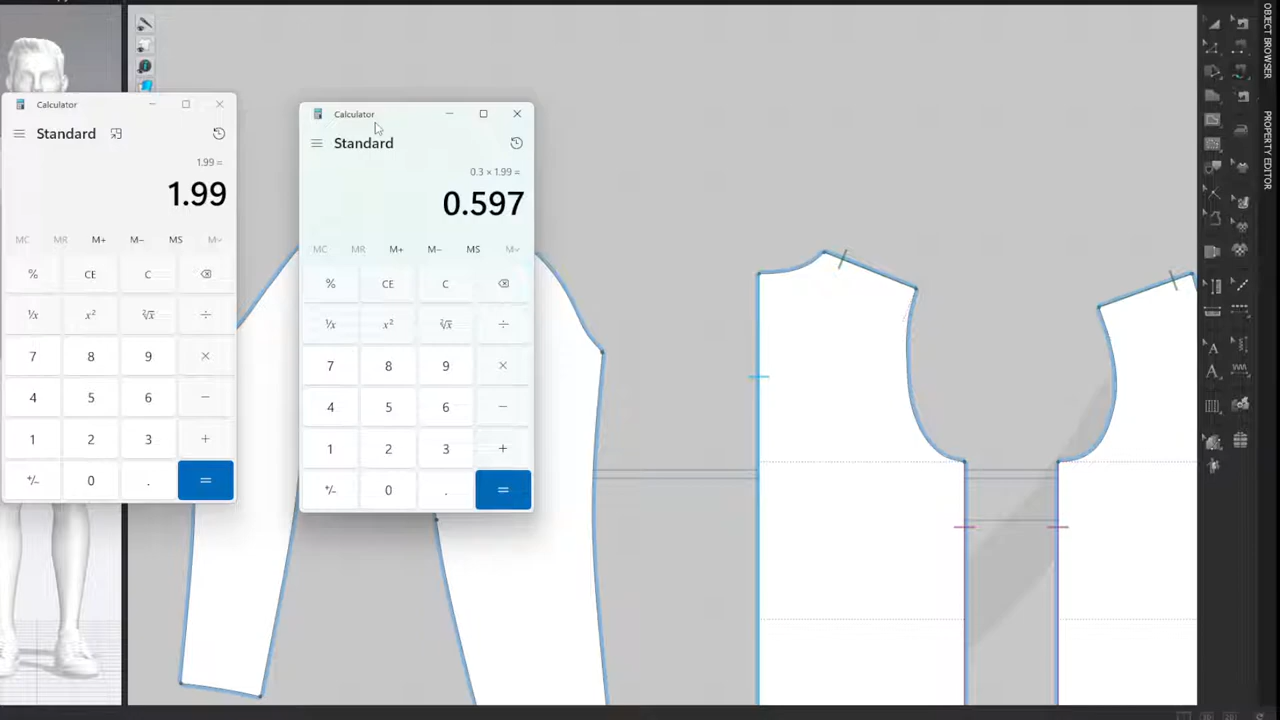 Calculator
Standard
1.99 =
1.99
MC MR M+ M− MS M˅
% CE C ⌫
¹/x x² ²√x ÷
7 8 9 ×
4 5 6 −
1 2 3 +
⁺/− 0 . =
Calculator
Standard
0.3 × 1.99 =
0.597
MC MR M+ M− MS M˅
% CE C ⌫
¹/x x² ²√x ÷
7 8 9 ×
4 5 6 −
1 2 3 +
⁺/− 0 . =
OBJECT BROWSER
PROPERTY EDITOR